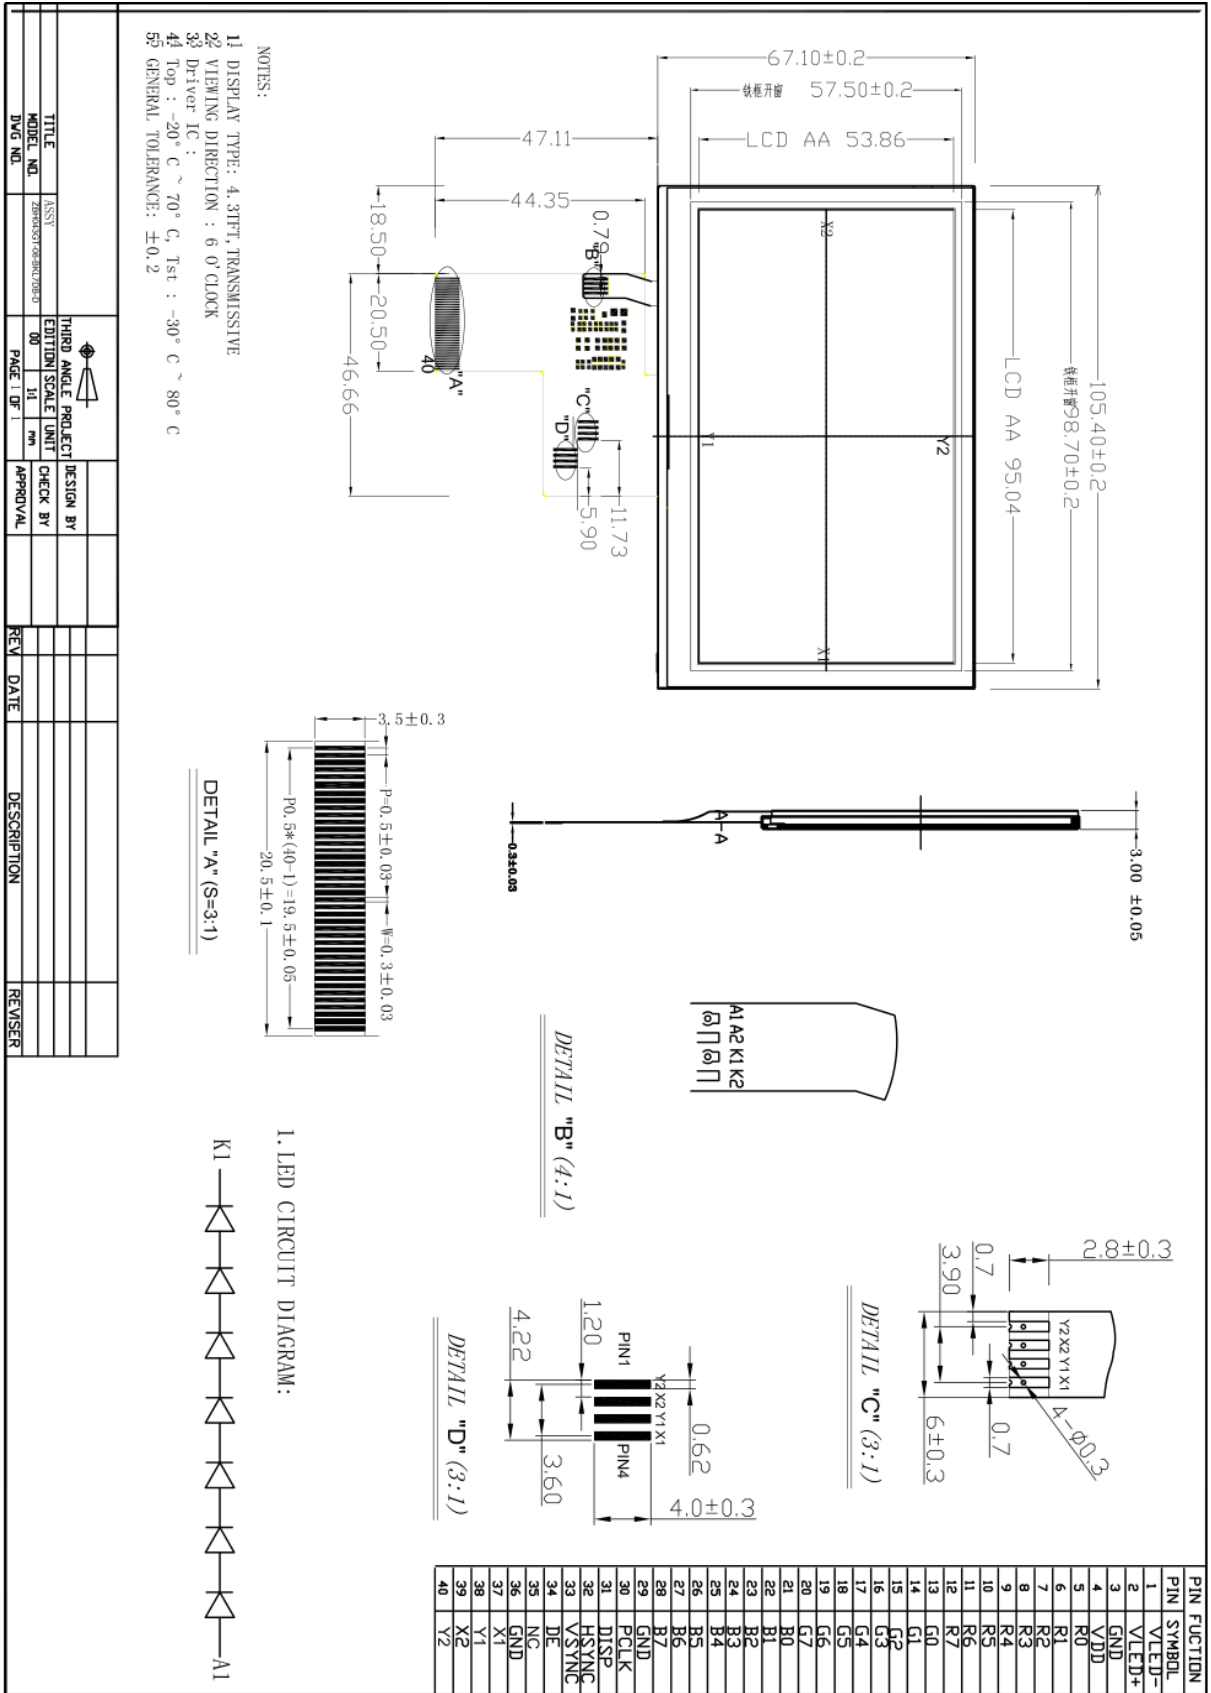 67.10±0.2
铁框开窗 57.50±0.2
LCD AA 53.86
47.11
44.35
18.50
0.79
"B"
20.50
46.66
40
"A"
"C"
"D"
11.73
5.90
X2
X1
Y1
Y2
LCD AA 95.04
铁框开窗98.70±0.2
105.40±0.2
NOTES:
1 DISPLAY TYPE: 4.3TFT, TRANSMISSIVE
2 VIEWING DIRECTION : 6 O'CLOCK
3 Driver IC :
4 Top : -20° C ~ 70° C, Tst : -30° C ~ 80° C
5 GENERAL TOLERANCE: ±0.2
3.00 ±0.05
A-A
0.3±0.03
3.5±0.3
P=0.5±0.03
W=0.3±0.03
P0.5*(40-1)=19.5±0.05
20.5±0.1
DETAIL "A" (S=3:1)
A1 A2 K1 K2
DETAIL "B" (4:1)
2.8±0.3
0.7
3.90
Y2 X2 Y1 X1
4-Φ0.3
0.7
6±0.3
DETAIL "C" (3:1)
1.20
4.22
PIN1
Y2 X2 Y1 X1
PIN4
0.62
3.60
4.0±0.3
DETAIL "D" (3:1)
1. LED CIRCUIT DIAGRAM:
K1
A1
PIN FUCTION
PIN SYMBOL
1 VLED-
2 VLED+
3 GND
4 VDD
5 R0
6 R1
7 R2
8 R3
9 R4
10 R5
11 R6
12 R7
13 G0
14 G1
15 G2
16 G3
17 G4
18 G5
19 G6
20 G7
21 B0
22 B1
23 B2
24 B3
25 B4
26 B5
27 B6
28 B7
29 GND
30 PCLK
31 DISP
32 HSYNC
33 VSYNC
34 DE
35 NC
36 GND
37 X1
38 Y1
39 X2
40 Y2
TITLE ASSY
MODEL NO.
DWG NO.
THIRD ANGLE PROJECT
EDITION SCALE UNIT
00 1:1 mm
PAGE 1 OF 1
DESIGN BY
CHECK BY
APPROVAL
REV DATE DESCRIPTION REVISER